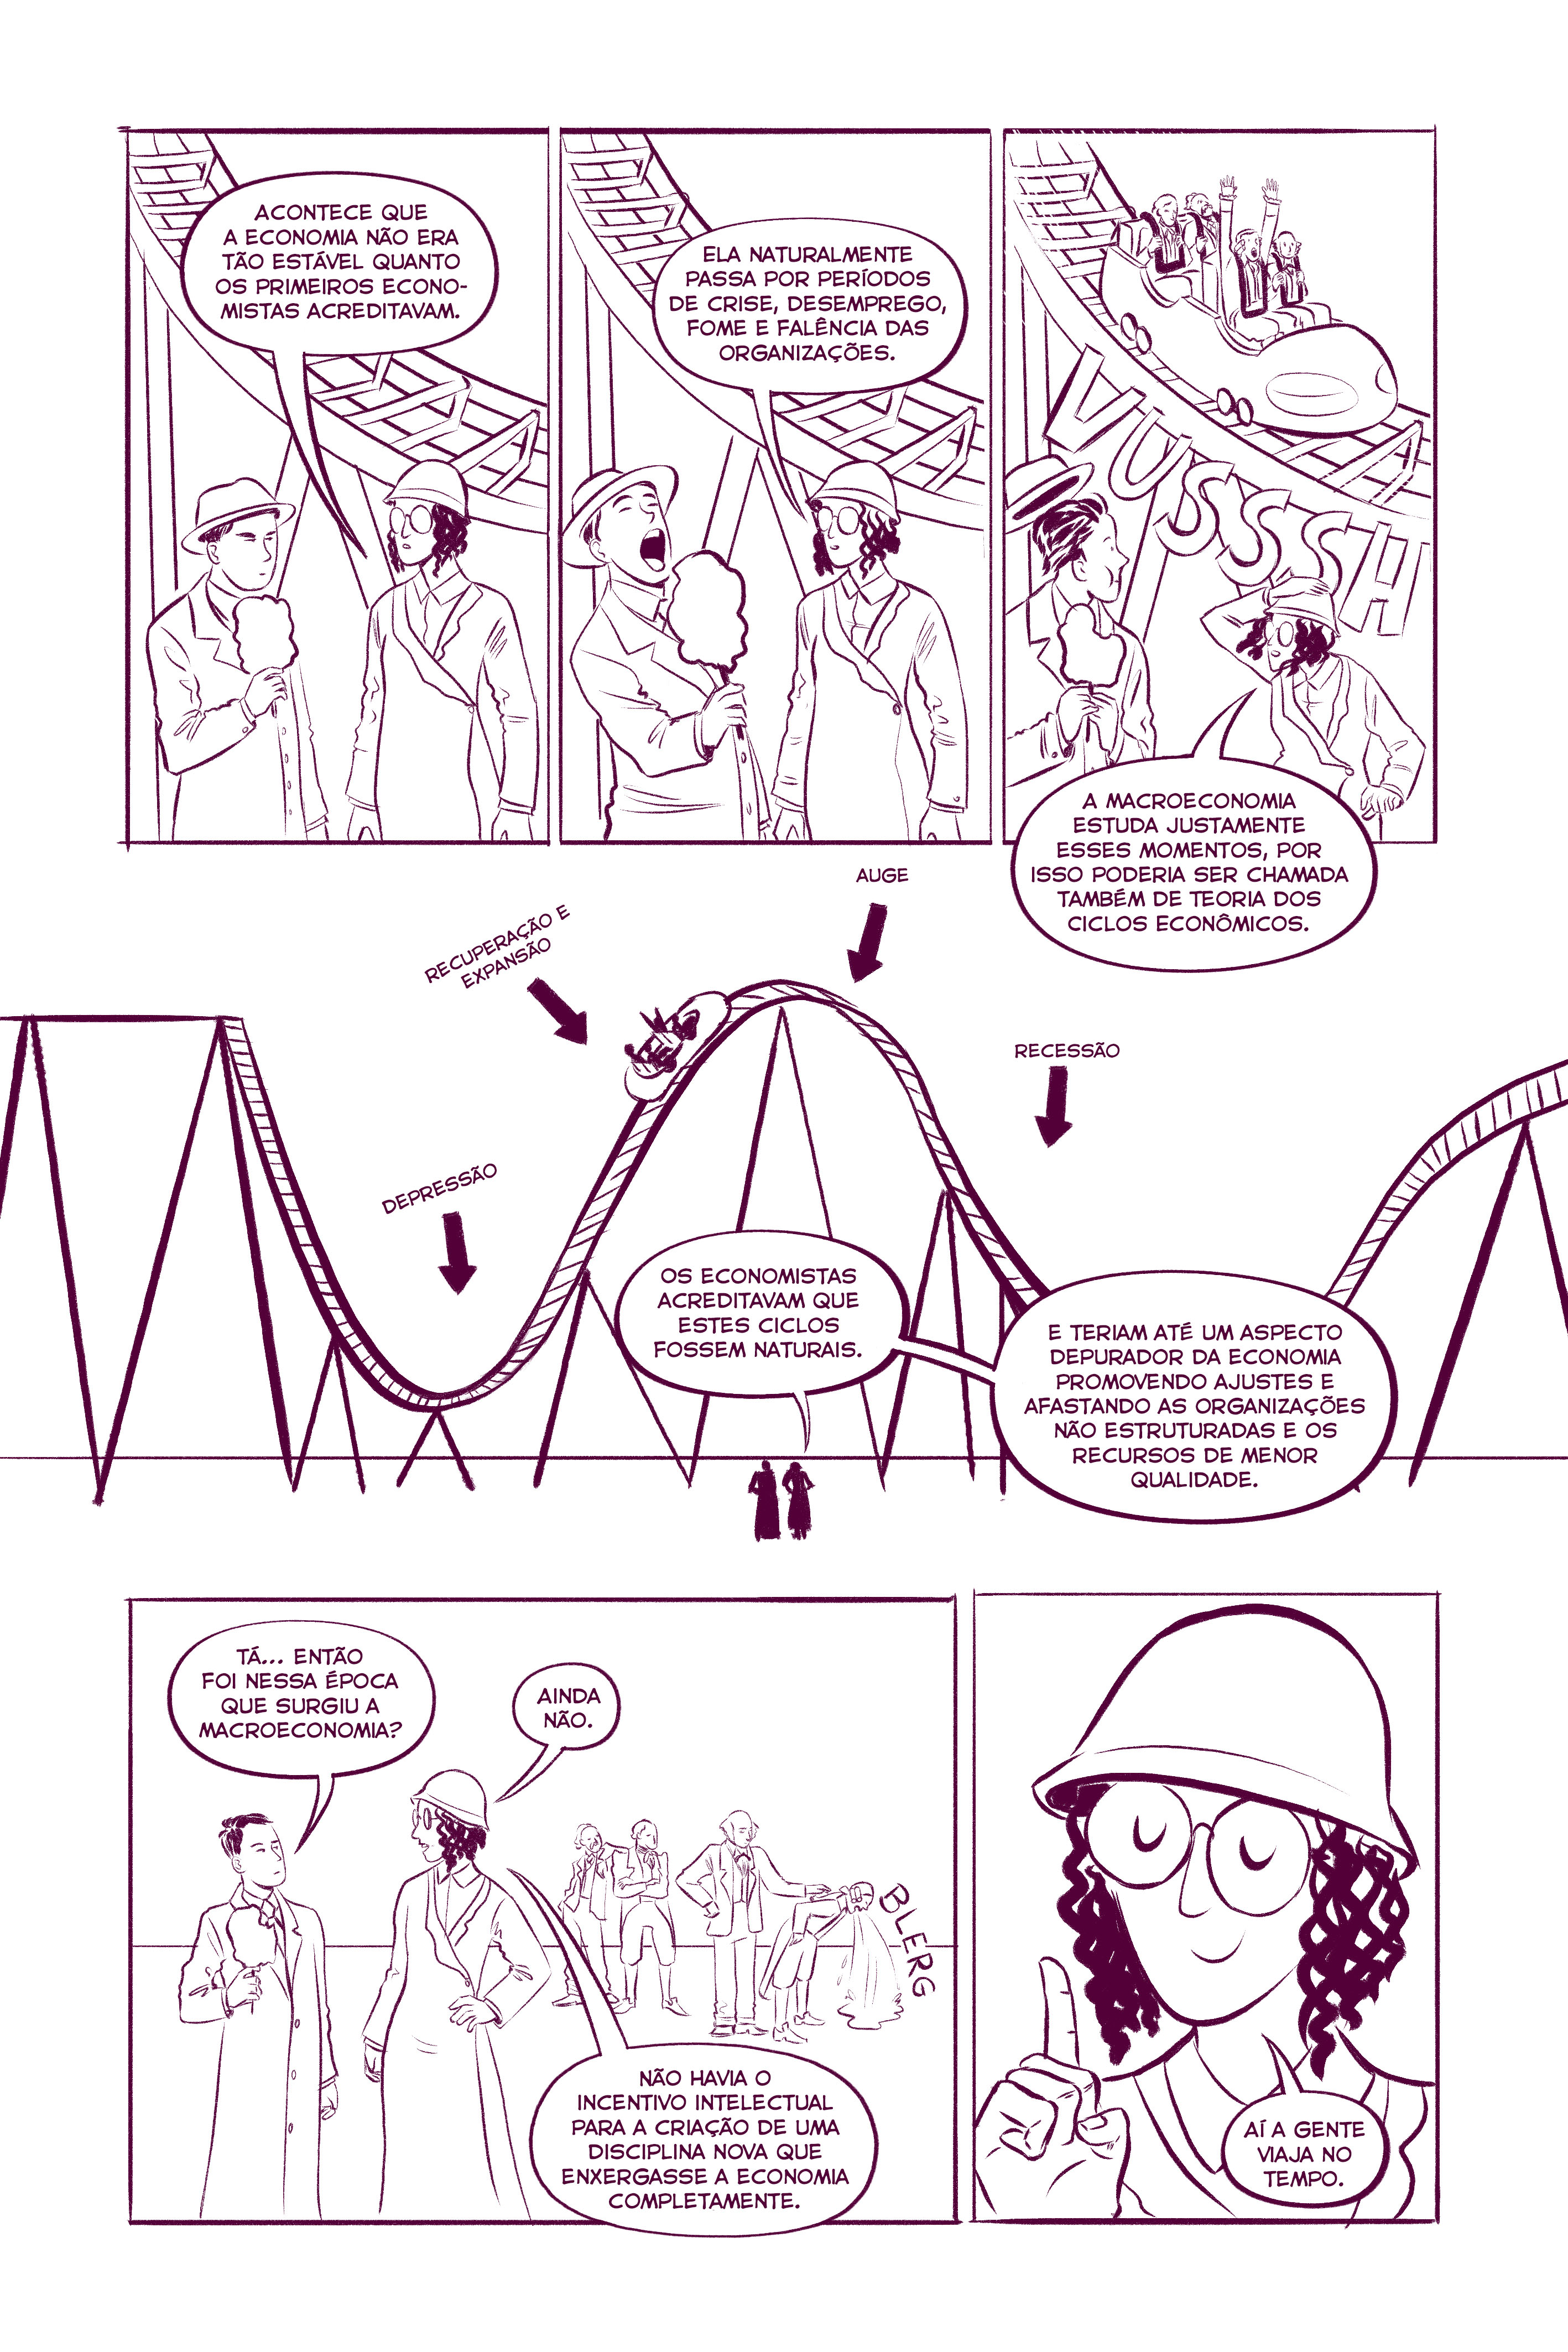 ACONTECE QUE
A ECONOMIA NÃO ERA
TÃO ESTÁVEL QUANTO
OS PRIMEIROS ECONO-
MISTAS ACREDITAVAM.
ELA NATURALMENTE
PASSA POR PERÍODOS
DE CRISE, DESEMPREGO,
FOME E FALÊNCIA DAS
ORGANIZAÇÕES.
VUSSSH
A MACROECONOMIA
ESTUDA JUSTAMENTE
ESSES MOMENTOS, POR
ISSO PODERIA SER CHAMADA
TAMBÉM DE TEORIA DOS
CICLOS ECONÔMICOS.
DEPRESSÃO
RECUPERAÇÃO E
EXPANSÃO
AUGE
RECESSÃO
OS ECONOMISTAS
ACREDITAVAM QUE
ESTES CICLOS
FOSSEM NATURAIS.
E TERIAM ATÉ UM ASPECTO
DEPURADOR DA ECONOMIA
PROMOVENDO AJUSTES E
AFASTANDO AS ORGANIZAÇÕES
NÃO ESTRUTURADAS E OS
RECURSOS DE MENOR
QUALIDADE.
TÁ... ENTÃO
FOI NESSA ÉPOCA
QUE SURGIU A
MACROECONOMIA?
AINDA
NÃO.
BLERG
NÃO HAVIA O
INCENTIVO INTELECTUAL
PARA A CRIAÇÃO DE UMA
DISCIPLINA NOVA QUE
ENXERGASSE A ECONOMIA
COMPLETAMENTE.
AÍ A GENTE
VIAJA NO
TEMPO.